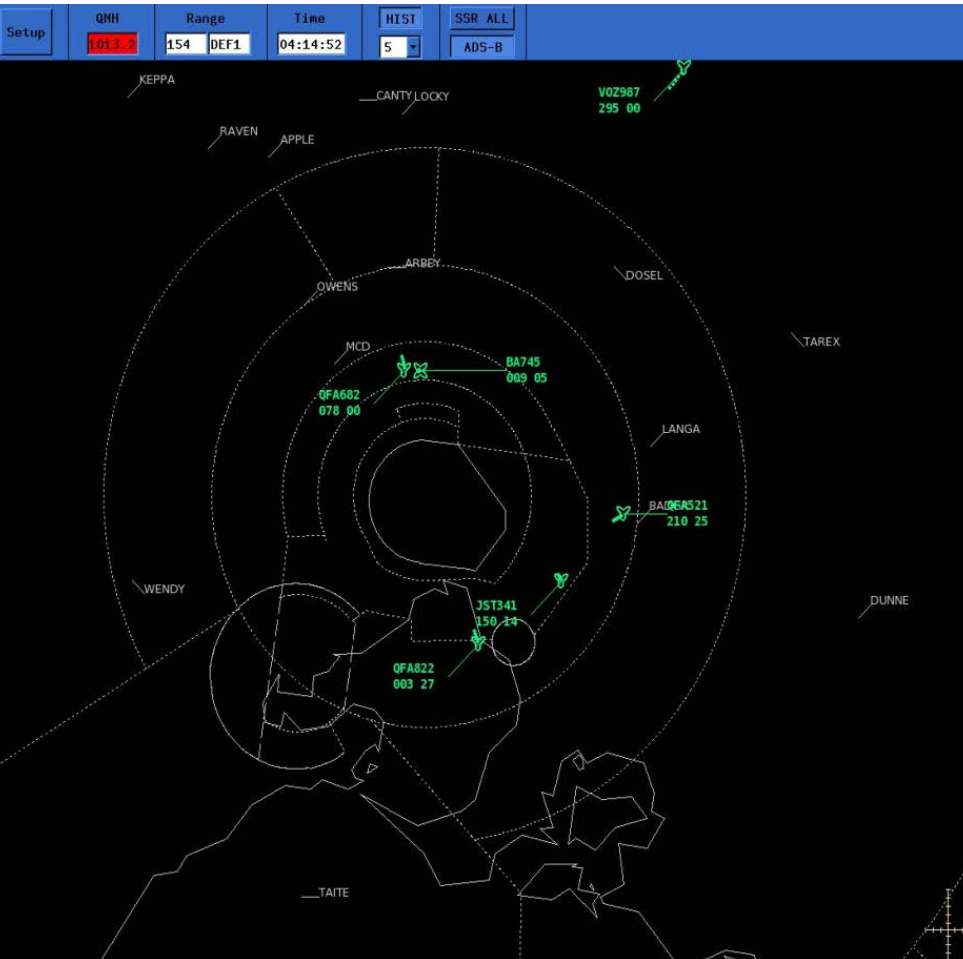 Setup
QNH
1013.2
Range
154 DEF1
Time
04:14:52
HIST
5
SSR ALL
ADS-B
KEPPA
CANTY LOCKY
VOZ987
295 00
RAVEN
APPLE
ARBEY
OWENS
DOSEL
TAREX
MCD
BA745
009 05
QFA682
078 00
LANGA
QFA521
210 25
WENDY
JST341
150 14
DUNNE
QFA822
003 27
TAITE